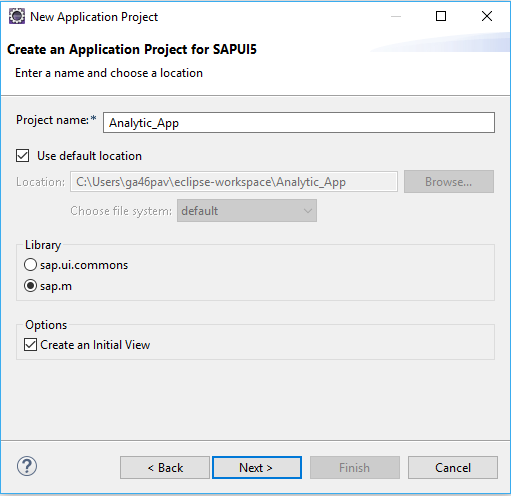 New Application Project
Create an Application Project for SAPUI5
Enter a name and choose a location
Project name:* Analytic_App
Use default location
Location: C:\Users\ga46pav\eclipse-workspace\Analytic_App Browse...
Choose file system: default
Library
sap.ui.commons
sap.m
Options
Create an Initial View
? < Back Next > Finish Cancel